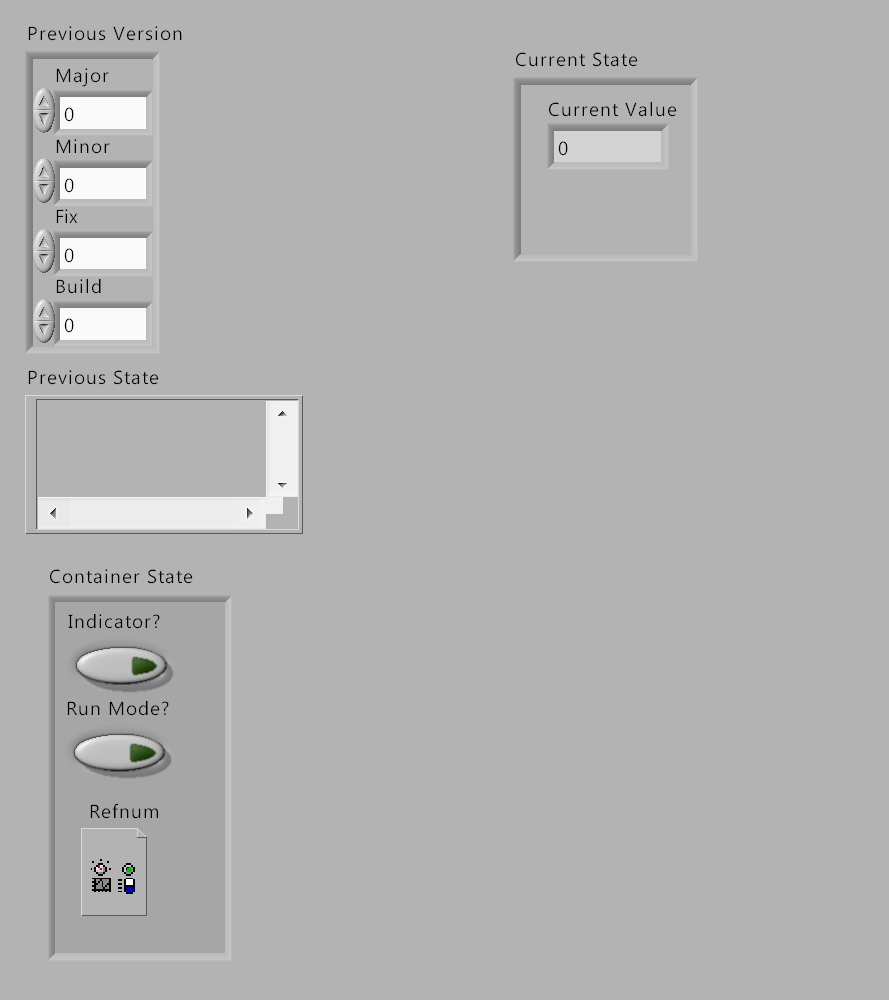 Previous Version
Major
0
Minor
0
Fix
0
Build
0
Current State
Current Value
0
Previous State
Container State
Indicator?
Run Mode?
Refnum